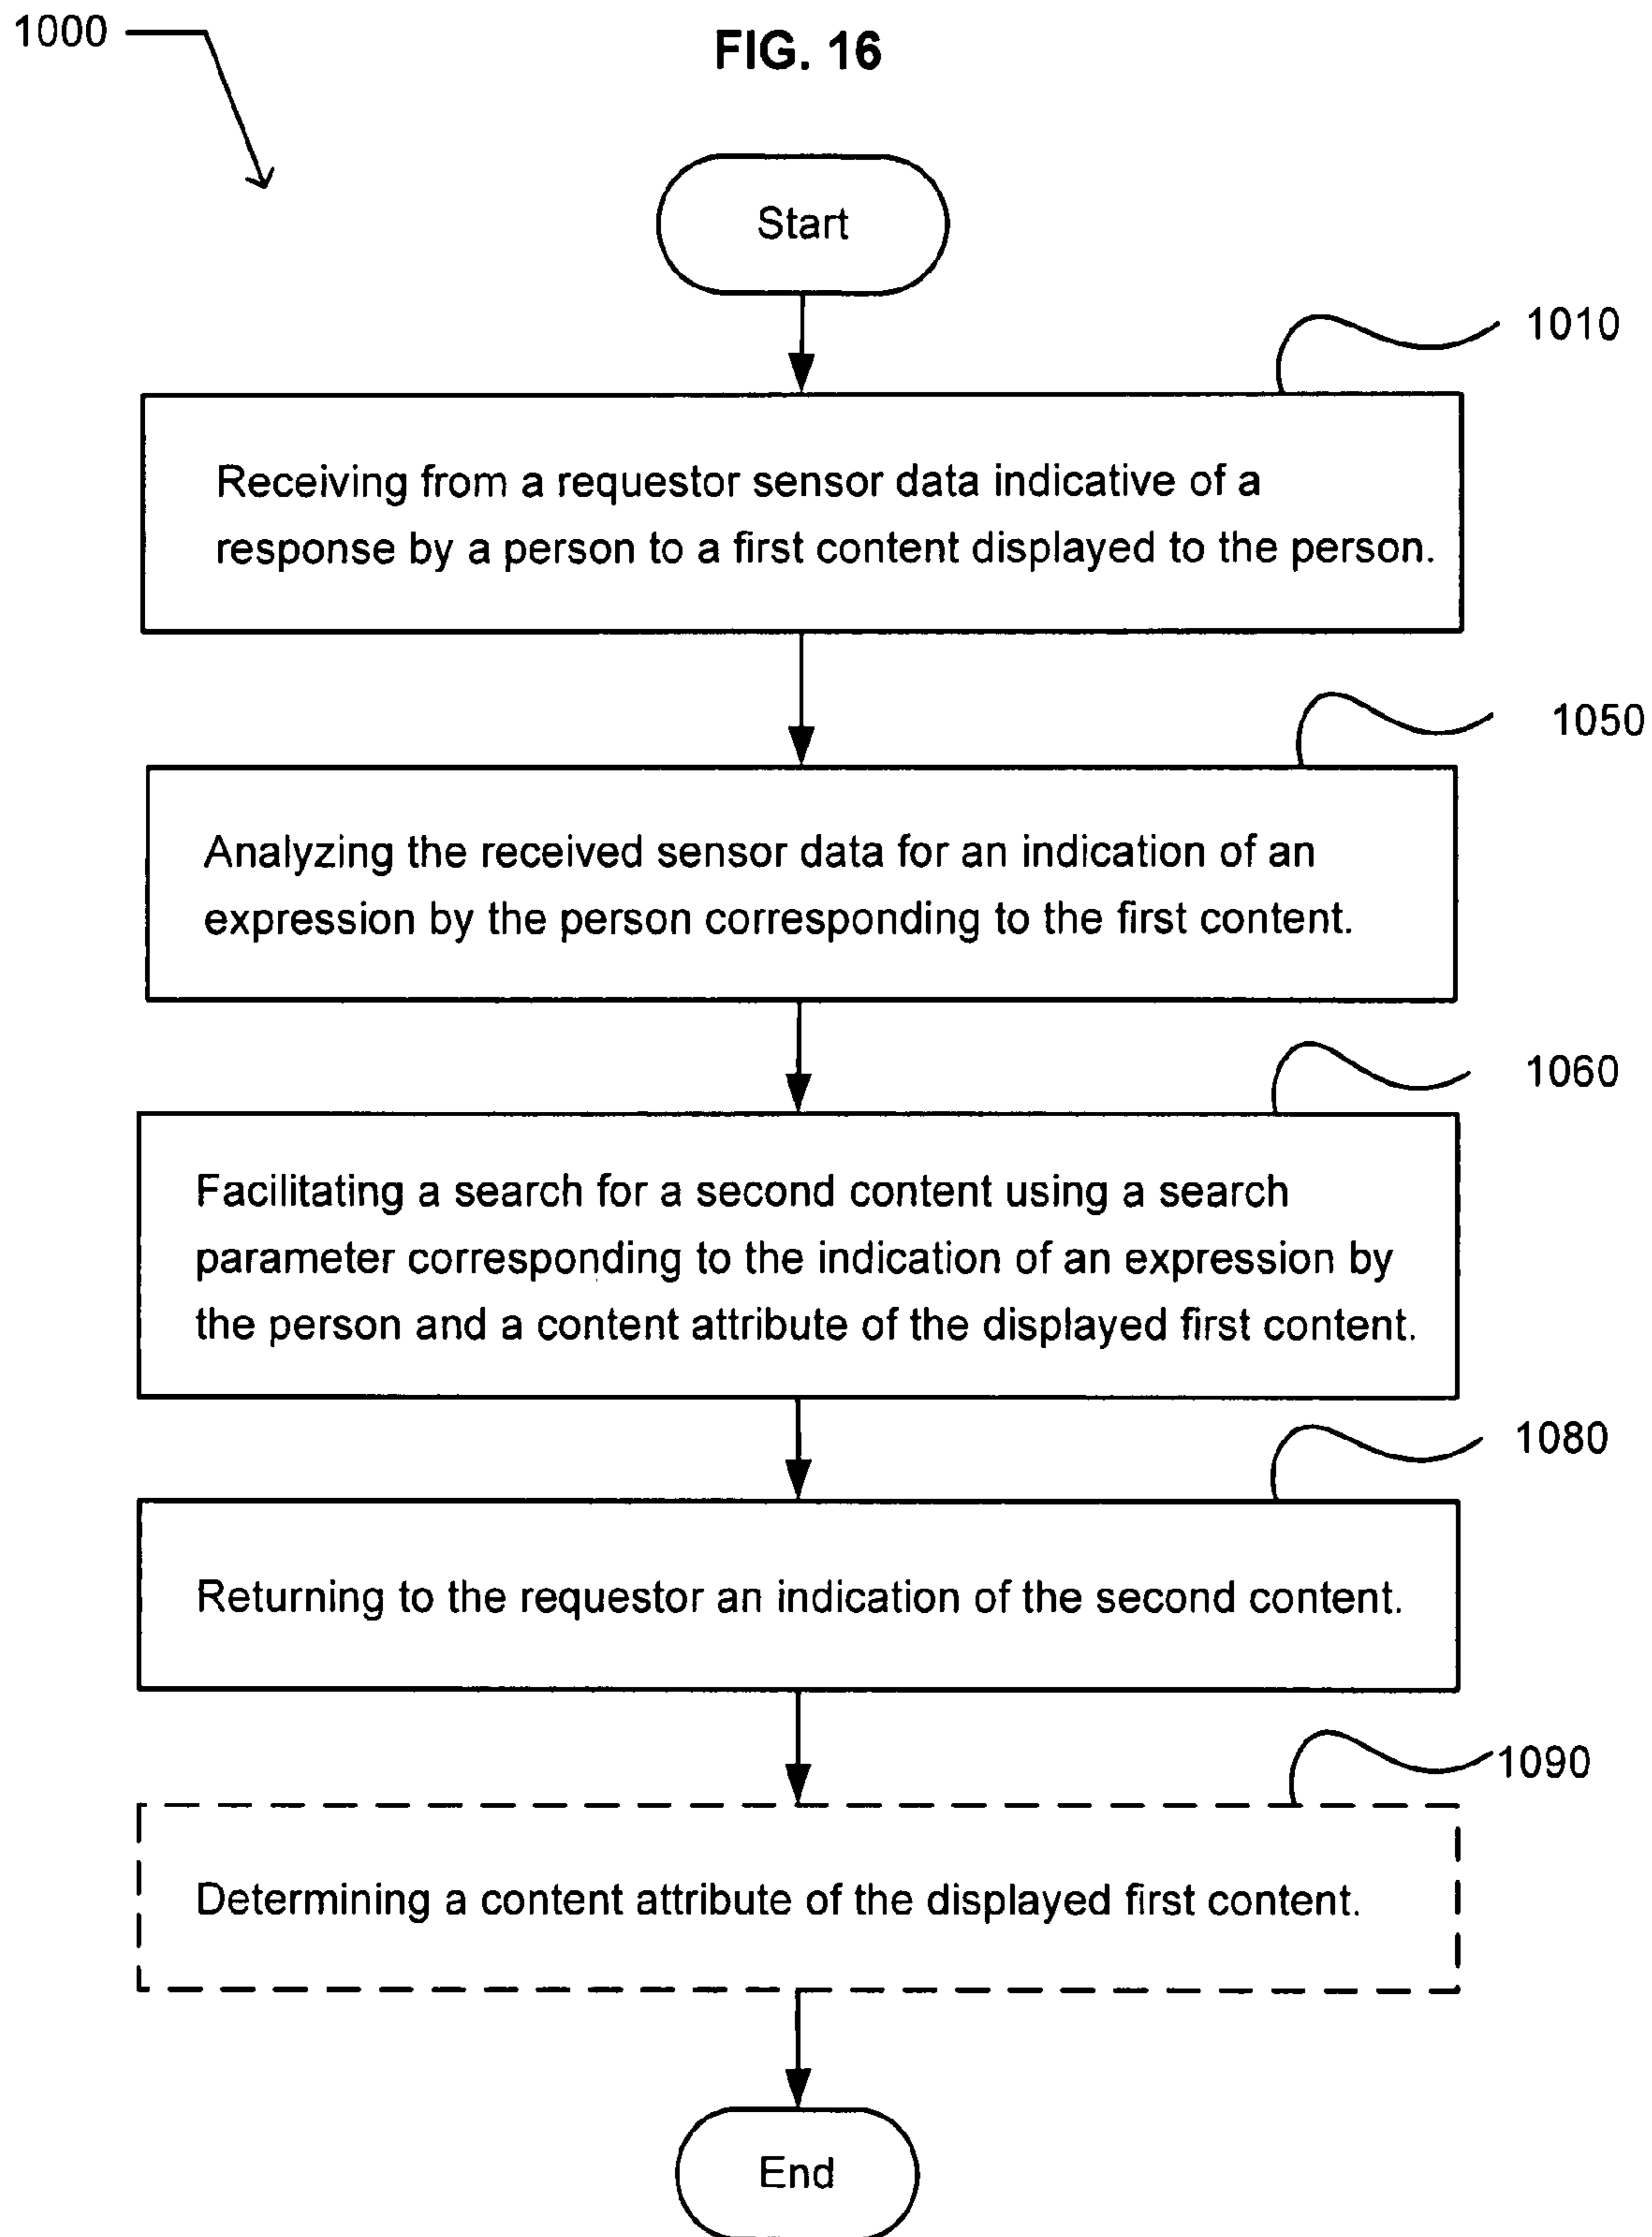 1000
FIG. 16
Start
1010
Receiving from a requestor sensor data indicative of a
response by a person to a first content displayed to the person.
1050
Analyzing the received sensor data for an indication of an
expression by the person corresponding to the first content.
1060
Facilitating a search for a second content using a search
parameter corresponding to the indication of an expression by
the person and a content attribute of the displayed first content.
1080
Returning to the requestor an indication of the second content.
1090
Determining a content attribute of the displayed first content.
End